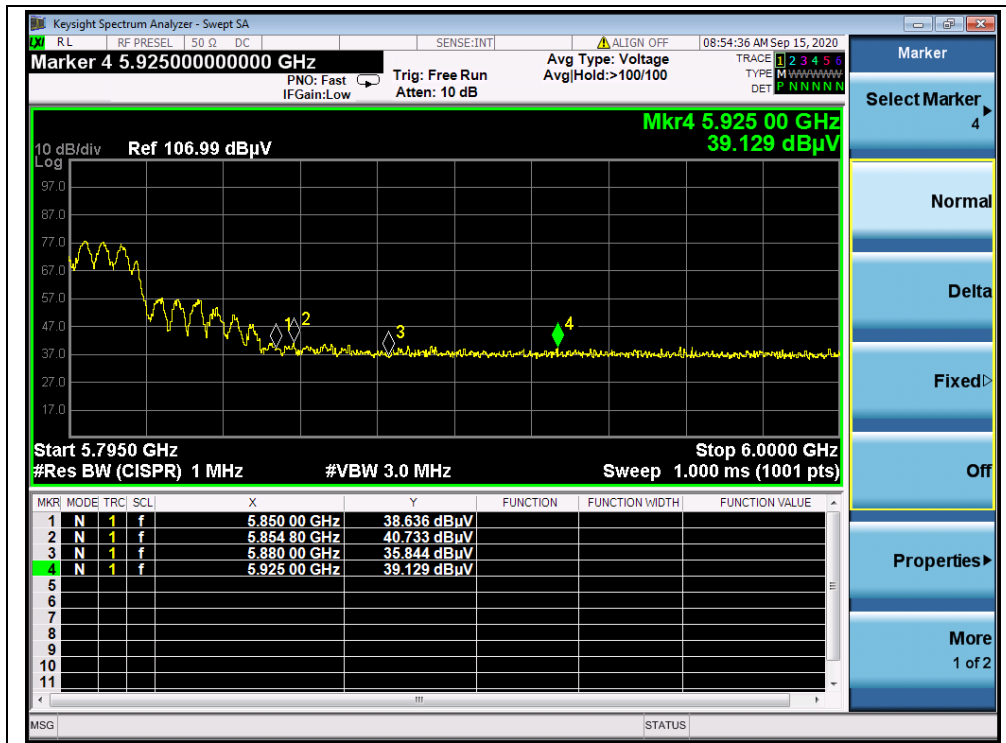 Keysight Spectrum Analyzer - Swept SA
LXI RL RF PRESEL 50 Ω DC SENSE:INT ALIGN OFF 08:54:36 AM Sep 15, 2020
Marker 4 5.925000000000 GHz
PNO: Fast
IFGain:Low
Trig: Free Run
Atten: 10 dB
Avg Type: Voltage
Avg|Hold:>100/100
TRACE 1 2 3 4 5 6
TYPE M WWWWW
DET P N N N N N
Mkr4 5.925 00 GHz
39.129 dBµV
10 dB/div Ref 106.99 dBµV
Log
97.0
87.0
77.0
67.0
57.0
47.0
37.0
27.0
17.0
1 2 3 4
Start 5.7950 GHz Stop 6.0000 GHz
#Res BW (CISPR) 1 MHz #VBW 3.0 MHz Sweep 1.000 ms (1001 pts)
MKR MODE TRC SCL X Y FUNCTION FUNCTION WIDTH FUNCTION VALUE
1 N 1 f 5.850 00 GHz 38.636 dBµV
2 N 1 f 5.854 80 GHz 40.733 dBµV
3 N 1 f 5.880 00 GHz 35.844 dBµV
4 N 1 f 5.925 00 GHz 39.129 dBµV
5
6
7
8
9
10
11
MSG STATUS
Marker
Select Marker
4
Normal
Delta
Fixed
Off
Properties
More
1 of 2